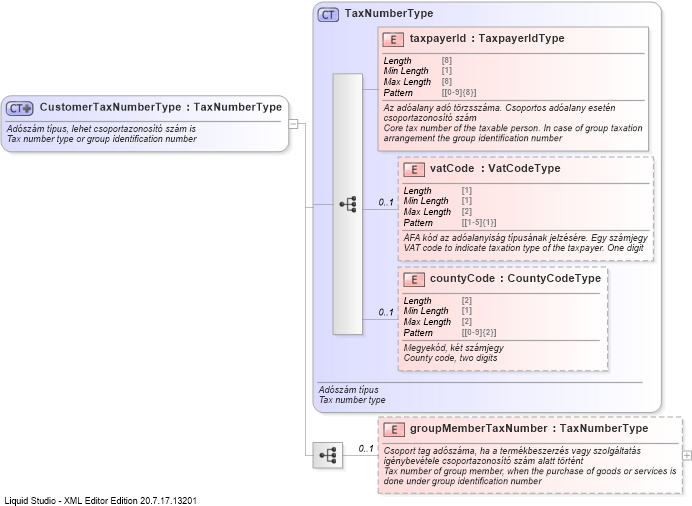 CT TaxNumberType
E taxpayerId : TaxpayerIdType
Length [8]
Min Length [1]
Max Length [8]
Pattern [[0-9]{8}]
Az adóalany adó törzsszáma. Csoportos adóalany esetén
csoportazonosító szám
Core tax number of the taxable person. In case of group taxation
arrangement the group identification number
CT CustomerTaxNumberType : TaxNumberType
Adószám típus, lehet csoportazonosító szám is
Tax number type or group identification number
0..1
E vatCode : VatCodeType
Length [1]
Min Length [1]
Max Length [2]
Pattern [[1-5]{1}]
ÁFA kód az adóalanyiság típusának jelzésére. Egy számjegy
VAT code to indicate taxation type of the taxpayer. One digit
0..1
E countyCode : CountyCodeType
Length [2]
Min Length [1]
Max Length [2]
Pattern [[0-9]{2}]
Megyekód, két számjegy
County code, two digits
Adószám típus
Tax number type
0..1
E groupMemberTaxNumber : TaxNumberType
Csoport tag adószáma, ha a termékbeszerzés vagy szolgáltatás
igénybevétele csoportazonosító szám alatt történt
Tax number of group member, when the purchase of goods or services is
done under group identification number
Liquid Studio - XML Editor Edition 20.7.17.13201